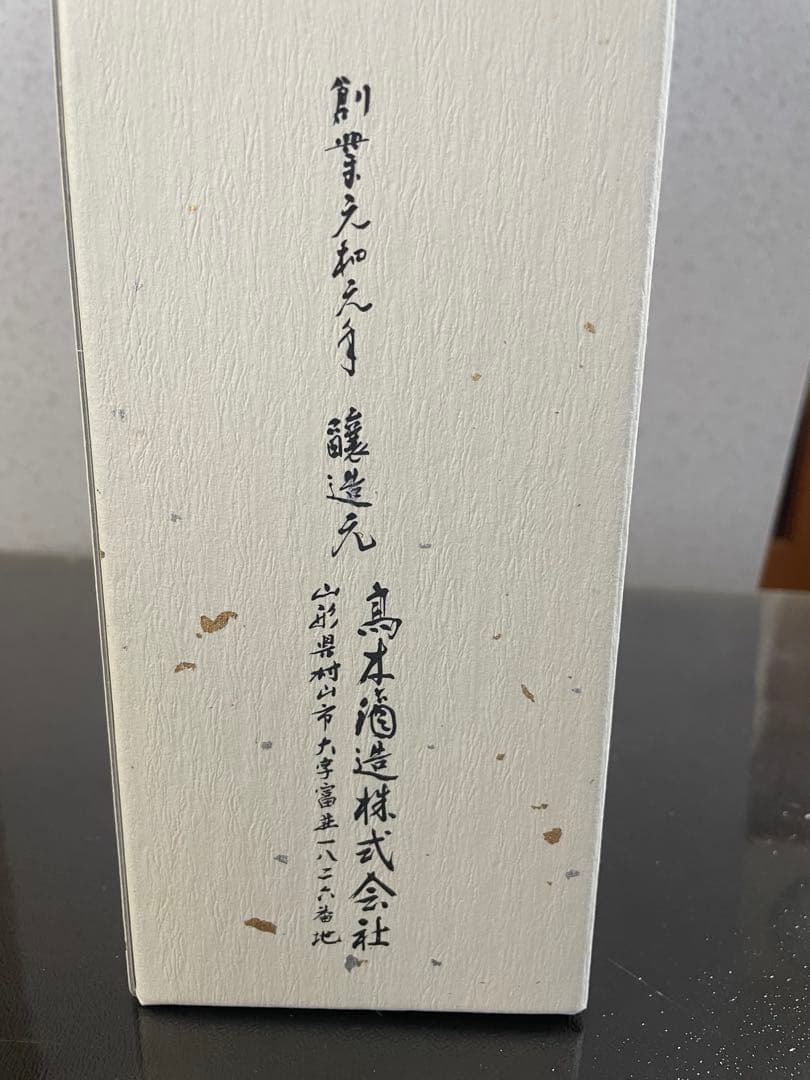 創業元和元年 醸造元
髙木酒造株式会社
山形県村山市大字富並一八二六番地